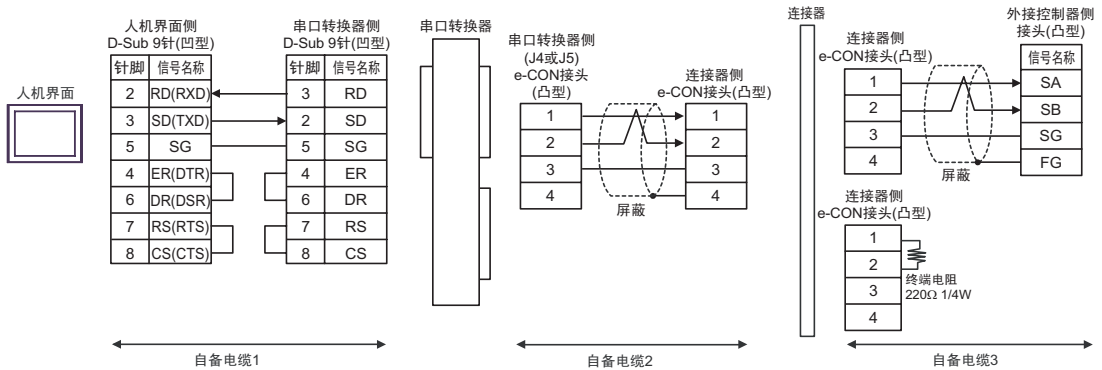 人机界面
人机界面侧
D-Sub 9针(凹型)
针脚 信号名称
2 RD(RXD)
3 SD(TXD)
5 SG
4 ER(DTR)
6 DR(DSR)
7 RS(RTS)
8 CS(CTS)
串口转换器侧
D-Sub 9针(凹型)
针脚 信号名称
3 RD
2 SD
5 SG
4 ER
6 DR
7 RS
8 CS
自备电缆1
串口转换器
串口转换器侧
(J4或J5)
e-CON接头
(凸型)
1
2
3
4
屏蔽
连接器侧
e-CON接头(凸型)
1
2
3
4
自备电缆2
连接器
连接器侧
e-CON接头(凸型)
1
2
3
4
屏蔽
外接控制器侧
接头(凸型)
信号名称
SA
SB
SG
FG
连接器侧
e-CON接头(凸型)
1
2
3
4
终端电阻
220Ω 1/4W
自备电缆3